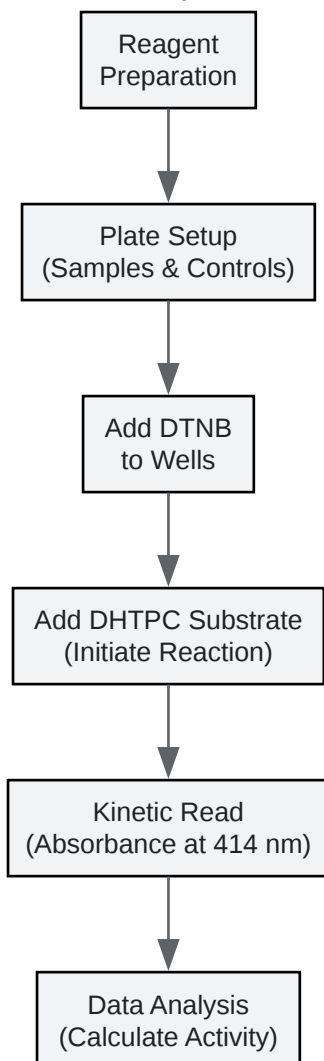 Reagent
Preparation
Plate Setup
(Samples & Controls)
Add DTNB
to Wells
Add DHTPC Substrate
(Initiate Reaction)
Kinetic Read
(Absorbance at 414 nm)
Data Analysis
(Calculate Activity)